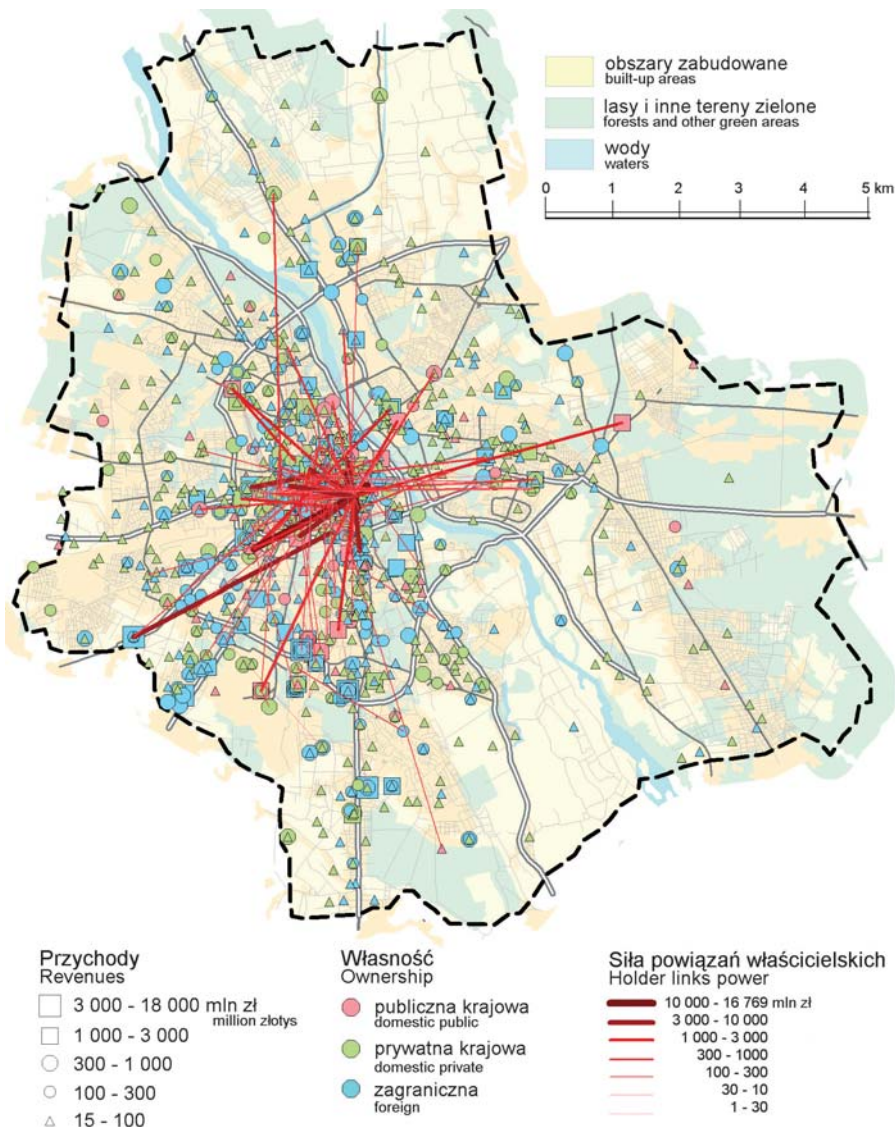 obszary zabudowane
built-up areas
lasy i inne tereny zielone
forests and other green areas
wody
waters
0 1 2 3 4 5 km
Przychody
Revenues
3 000 - 18 000 mln zł
million złotys
1 000 - 3 000
300 - 1 000
100 - 300
15 - 100
Własność
Ownership
publiczna krajowa
domestic public
prywatna krajowa
domestic private
zagraniczna
foreign
Siła powiązań właścicielskich
Holder links power
10 000 - 16 769 mln zł
3 000 - 10 000
1 000 - 3 000
300 - 1000
100 - 300
30 - 10
1 - 30